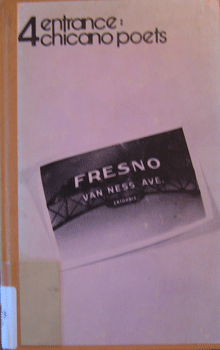 4 entrance:
chicano poets
FRESNO
VAN NESS AVE.